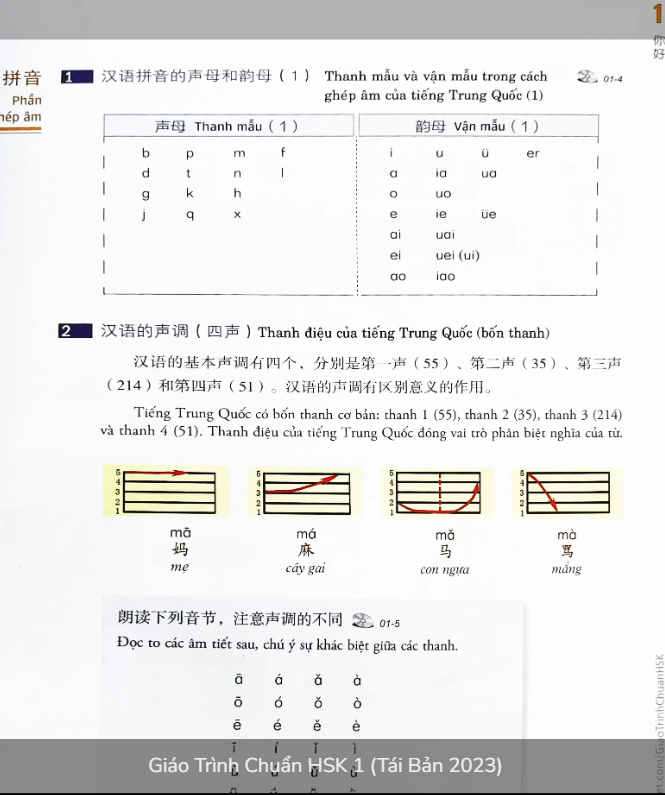 1
你
好
拼音
Phần
hép âm
1 汉语拼音的声母和韵母（1） Thanh mẫu và vận mẫu trong cách
ghép âm của tiếng Trung Quốc (1)
01-4
声母 Thanh mẫu（1） 韵母 Vận mẫu（1）
b p m f i u ü er
d t n l a ia ua
g k h o uo
j q x e ie üe
ai uai
ei uei (ui)
ao iao
2 汉语的声调（四声）Thanh điệu của tiếng Trung Quốc (bốn thanh)
汉语的基本声调有四个，分别是第一声（55）、第二声（35）、第三声
（214）和第四声（51）。汉语的声调有区别意义的作用。
Tiếng Trung Quốc có bốn thanh cơ bản: thanh 1 (55), thanh 2 (35), thanh 3 (214)
và thanh 4 (51). Thanh điệu của tiếng Trung Quốc đóng vai trò phân biệt nghĩa của từ.
5 5 5 5
4 4 4 4
3 3 3 3
2 2 2 2
1 1 1 1
mā má mǎ mà
妈 麻 马 骂
mẹ cây gai con ngựa mắng
朗读下列音节，注意声调的不同 01-5
Đọc to các âm tiết sau, chú ý sự khác biệt giữa các thanh.
ā á ǎ à
ō ó ǒ ò
ē é ě è
ī í ǐ ì
Giáo Trình Chuẩn HSK 1 (Tái Bản 2023)